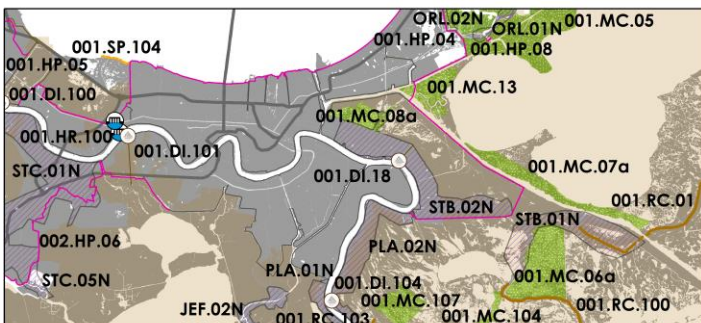 ORL.02N
ORL.01N
001.MC.05
001.SP.104
001.HP.04
001.HP.08
001.HP.05
001.DI.100
001.MC.13
001.MC.08a
001.HR.100
001.DI.101
001.MC.07a
STC.01N
001.DI.18
001.RC.01
STB.02N
STB.01N
002.HP.06
PLA.02N
STC.05N
PLA.01N
001.DI.104
001.MC.06a
JEF.02N
001.MC.107
001.RC.100
001.RC.103
001.MC.104